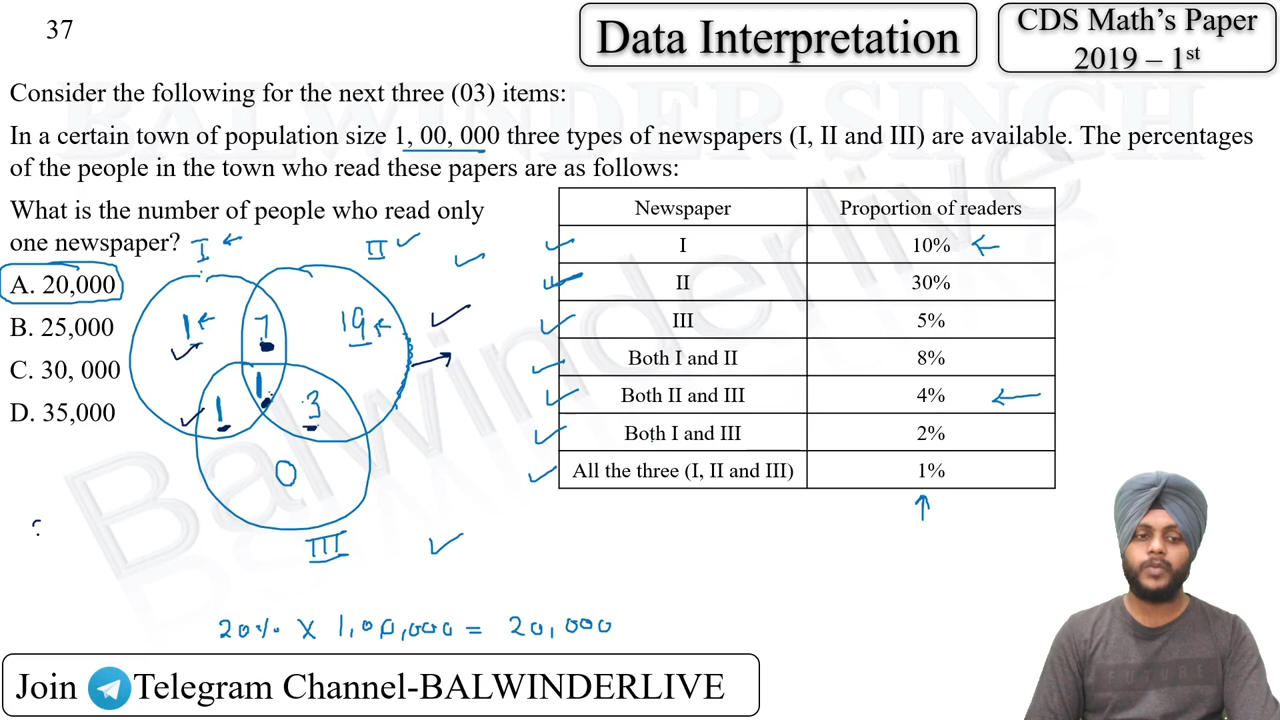 37
Data Interpretation
CDS Math’s Paper
2019 – 1st
Consider the following for the next three (03) items:
In a certain town of population size 1, 00, 000 three types of newspapers (I, II and III) are available. The percentages
of the people in the town who read these papers are as follows:
What is the number of people who read only
one newspaper?
A. 20,000
B. 25,000
C. 30, 000
D. 35,000
I
II
1
7
19
1
1
3
0
III
Newspaper Proportion of readers
I 10%
II 30%
III 5%
Both I and II 8%
Both II and III 4%
Both I and III 2%
All the three (I, II and III) 1%
20% x 1,00,000 = 20,000
Join Telegram Channel-BALWINDERLIVE
BALWINDER SINGH
Balwinderlive
FUTURE